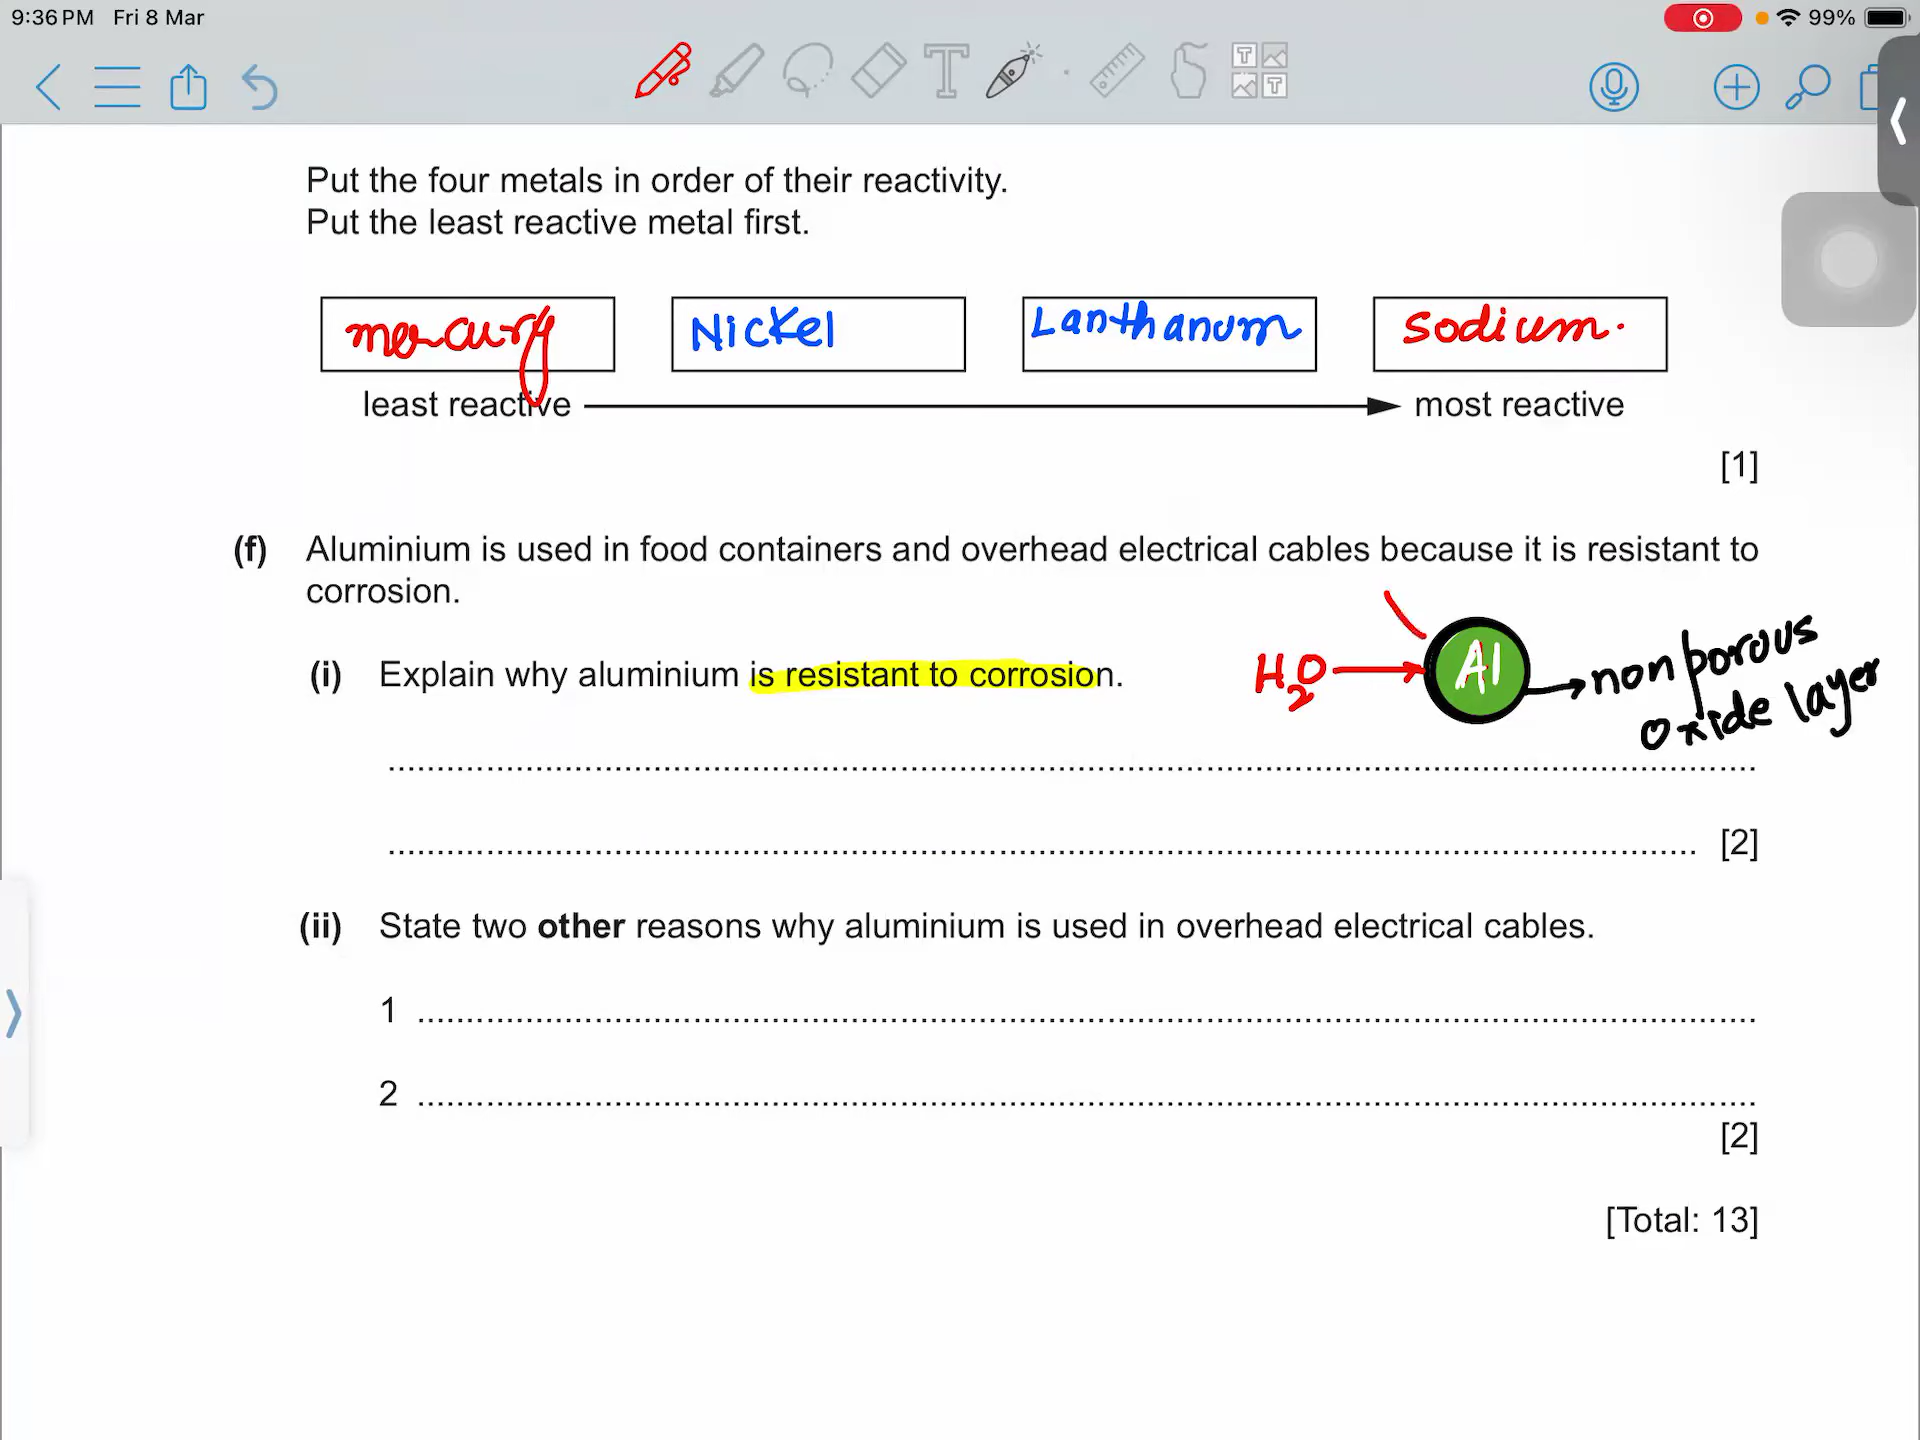 9:36 PM Fri 8 Mar
99%
Put the four metals in order of their reactivity.
Put the least reactive metal first.
mercury Nickel Lanthanum Sodium.
least reactive most reactive
[1]
(f) Aluminium is used in food containers and overhead electrical cables because it is resistant to
corrosion.
(i) Explain why aluminium is resistant to corrosion.
H2O Al non porous
oxide layer
[2]
(ii) State two other reasons why aluminium is used in overhead electrical cables.
1
2
[2]
[Total: 13]